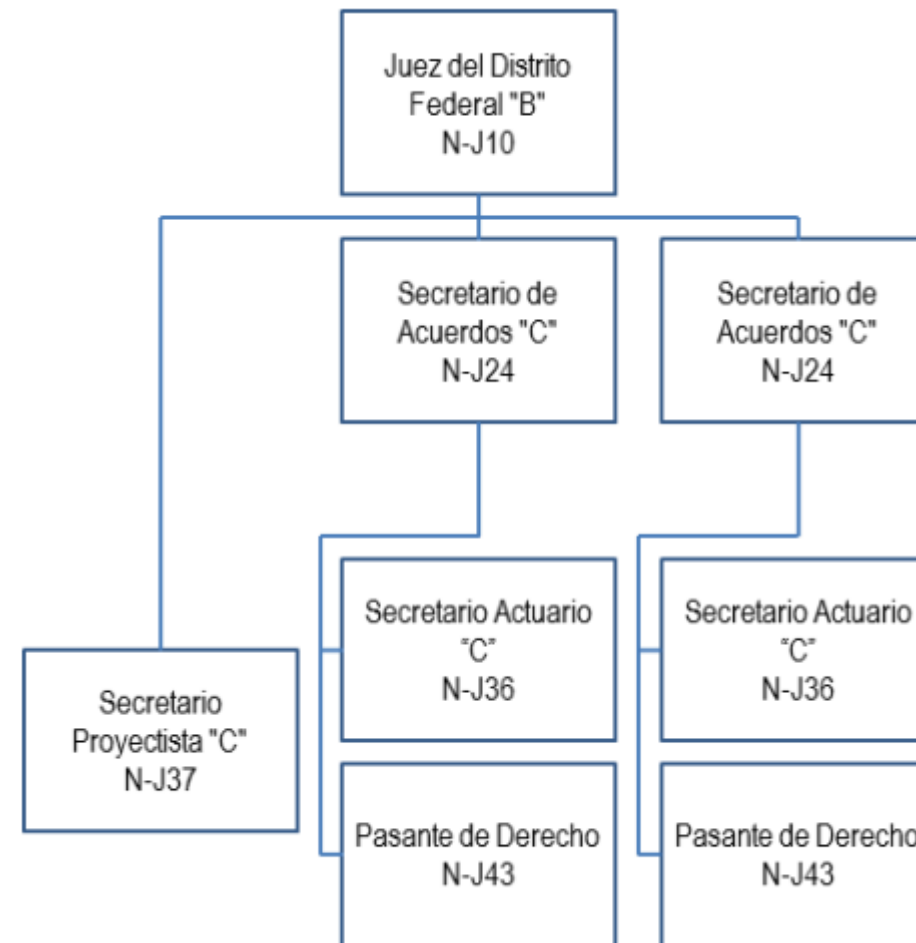 Juez del Distrito
Federal "B"
N-J10
Secretario de
Acuerdos "C"
N-J24
Secretario de
Acuerdos "C"
N-J24
Secretario Actuario
“C”
N-J36
Secretario Actuario
“C”
N-J36
Secretario
Proyectista "C"
N-J37
Pasante de Derecho
N-J43
Pasante de Derecho
N-J43